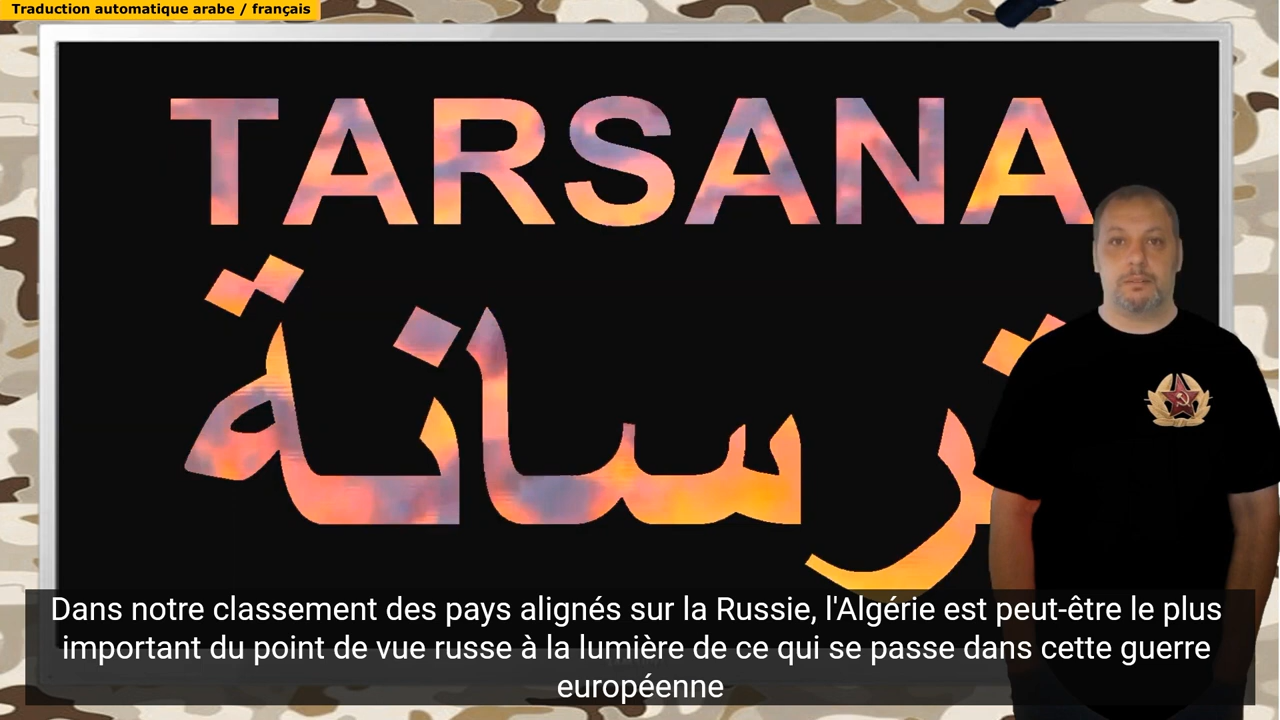 Traduction automatique arabe / français
TARSANA
ترسانة
Dans notre classement des pays alignés sur la Russie, l'Algérie est peut-être le plus
important du point de vue russe à la lumière de ce qui se passe dans cette guerre
européenne